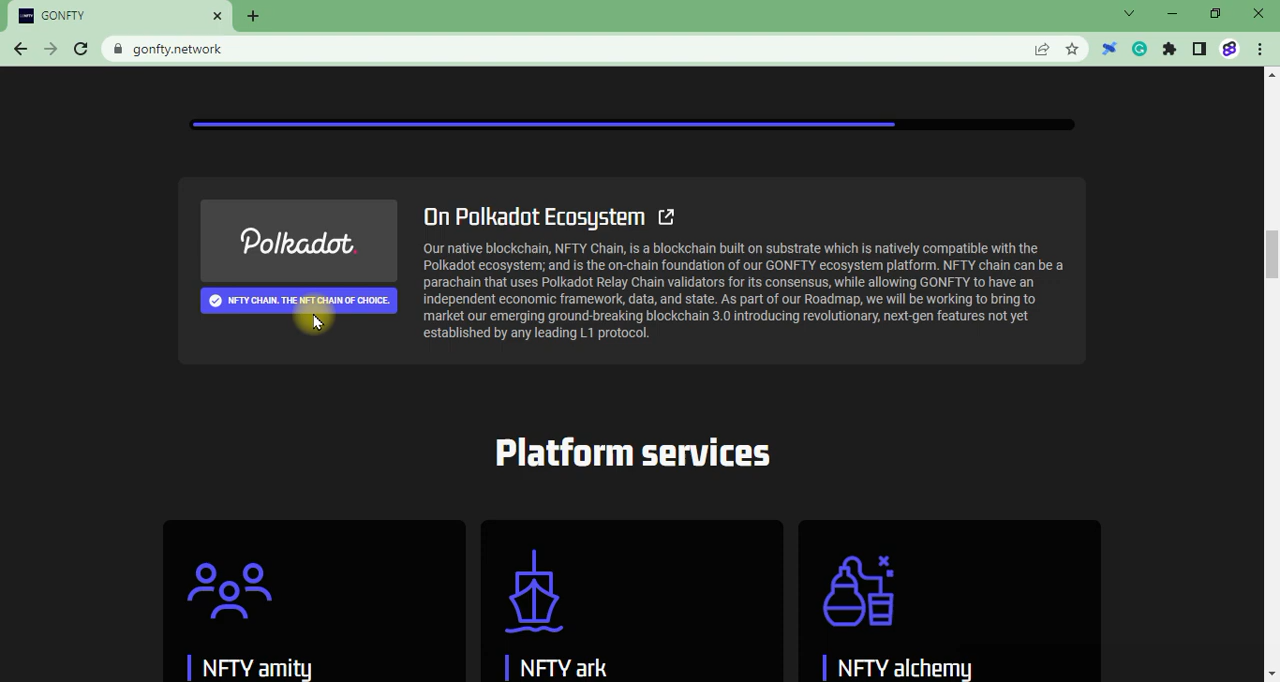 GONFTY
gonfty.network
Polkadot.
NFTY CHAIN. THE NFT CHAIN OF CHOICE.
On Polkadot Ecosystem
Our native blockchain, NFTY Chain, is a blockchain built on substrate which is natively compatible with the
Polkadot ecosystem; and is the on-chain foundation of our GONFTY ecosystem platform. NFTY chain can be a
parachain that uses Polkadot Relay Chain validators for its consensus, while allowing GONFTY to have an
independent economic framework, data, and state. As part of our Roadmap, we will be working to bring to
market our emerging ground-breaking blockchain 3.0 introducing revolutionary, next-gen features not yet
established by any leading L1 protocol.
Platform services
NFTY amity
NFTY ark
NFTY alchemy